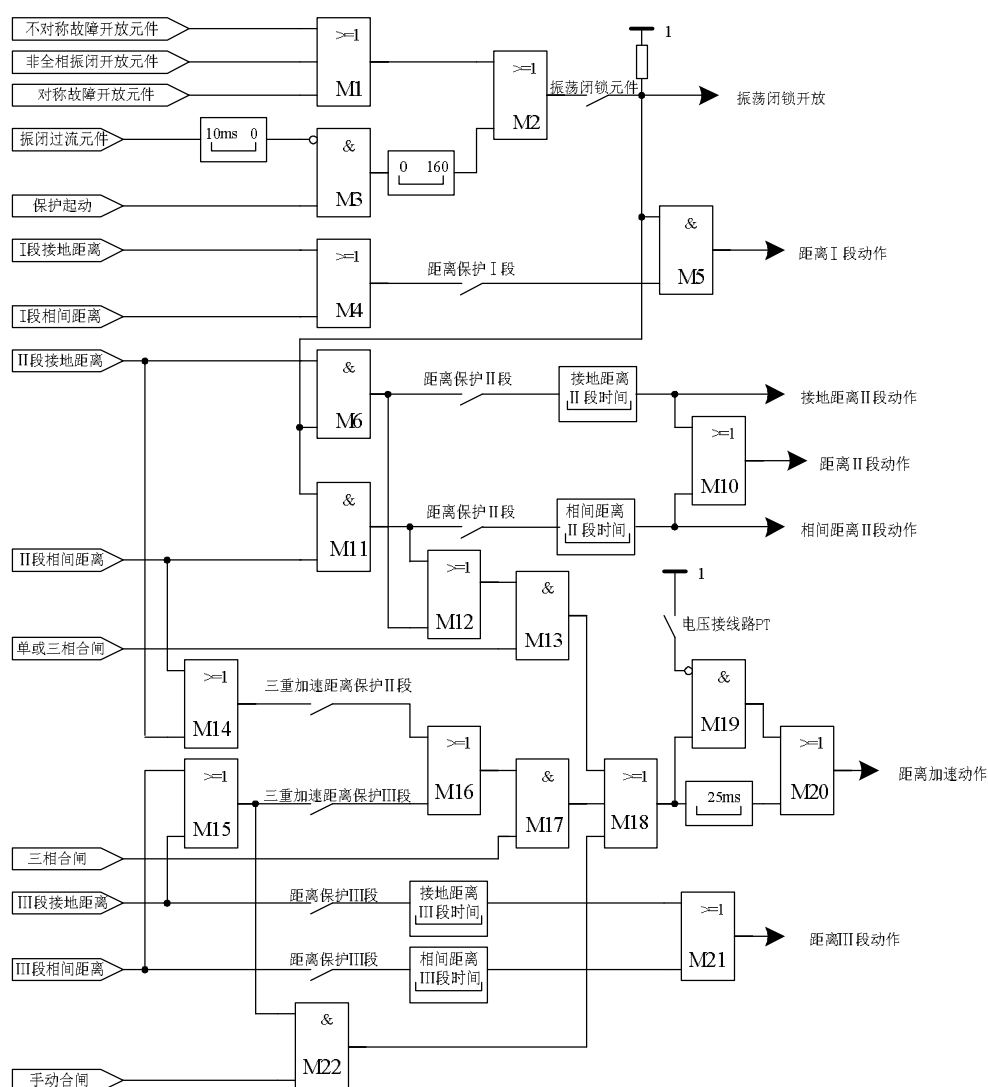 不对称故障开放元件
>=1
1
非全相振闭开放元件
>=1
M1
振荡闭锁元件
对称故障开放元件
振荡闭锁开放
M2
振闭过流元件
10ms 0
&
0 160
保护起动
M3
&
I段接地距离
>=1
距离保护 I 段
距离 I 段动作
M5
I段相间距离
M4
II段接地距离
&
距离保护 II 段
接地距离
II 段时间
接地距离II段动作
M6
>=1
距离II段动作
M10
&
距离保护 II 段
相间距离
II 段时间
相间距离II段动作
M11
II段相间距离
>=1
&
1
M12
M13
电压接线路PT
单或三相合闸
>=1
三重加速距离保护II段
&
M14
M19
>=1
>=1
>=1
&
>=1
距离加速动作
三重加速距离保护III段
M16
25ms
M20
M15
M17
M18
三相合闸
III段接地距离
距离保护III段
接地距离
III段时间
>=1
距离III段动作
III段相间距离
距离保护III段
相间距离
III段时间
M21
&
M22
手动合闸